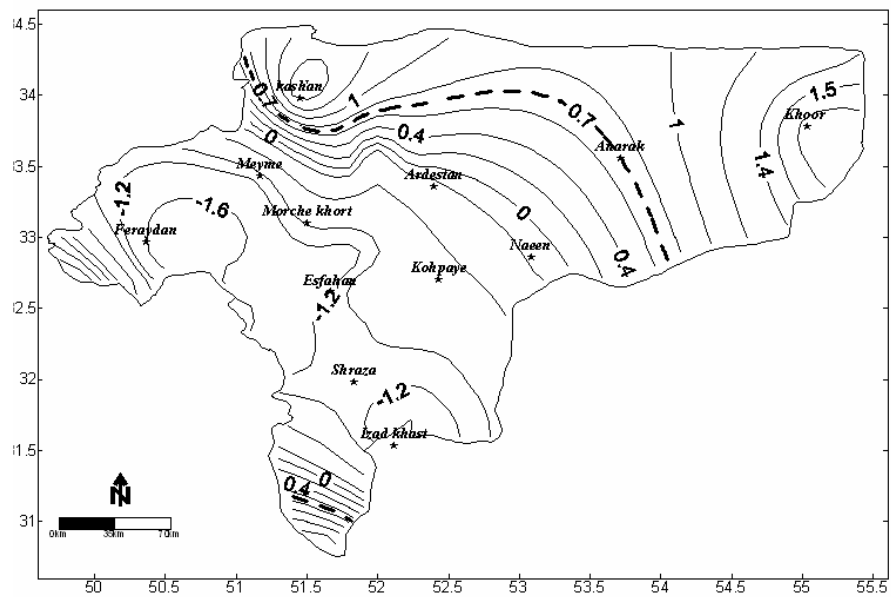 34.5
kashan
1.5
34
0.7
1
Khoor
0.7
0
0.4
Anarak
1
33.5
Meyme
1.4
Ardestan
-1.2
-1.6
Morche khort
0
33
Feraydan
Naeen
Kohpaye
0.4
Esfahan
32.5
-1.2
Shraza
32
-1.2
31.5
Izad khast
0
0.4
N
31
0km
35km
70km
50
50.5
51
51.5
52
52.5
53
53.5
54
54.5
55
55.5